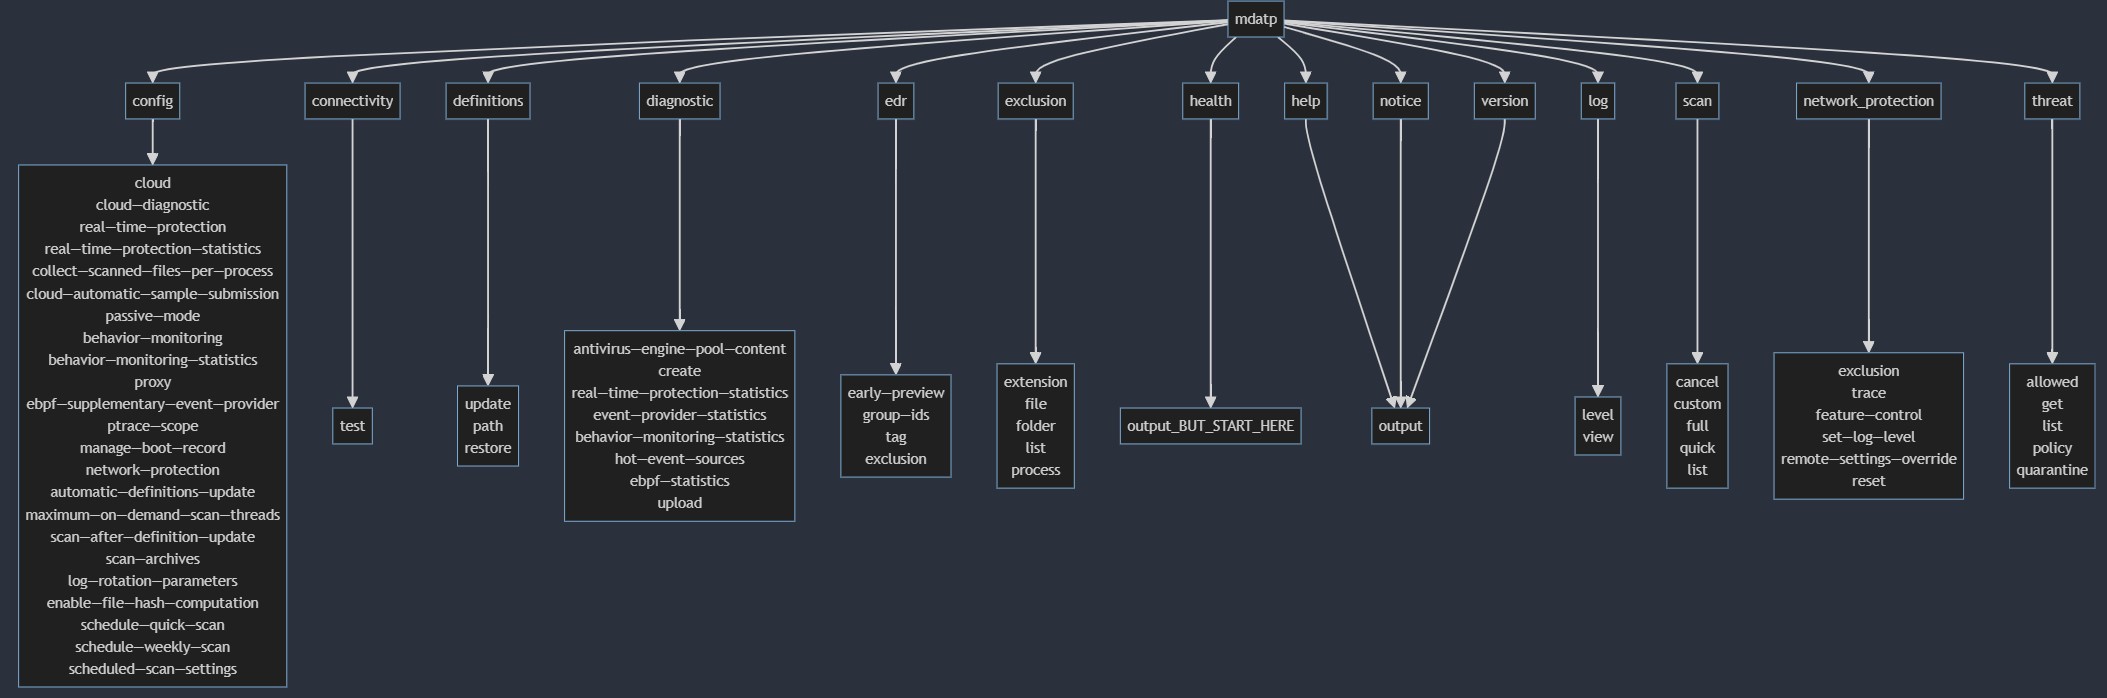 mdatp
config
connectivity
definitions
diagnostic
edr
exclusion
health
help
notice
version
log
scan
network_protection
threat
cloud
cloud–diagnostic
real–time–protection
real–time–protection–statistics
collect–scanned–files–per–process
cloud–automatic–sample–submission
passive–mode
behavior–monitoring
behavior–monitoring–statistics
proxy
ebpf–supplementary–event–provider
ptrace–scope
manage–boot–record
network–protection
automatic–definitions–update
maximum–on–demand–scan–threads
scan–after–definition–update
scan–archives
log–rotation–parameters
enable–file–hash–computation
schedule–quick–scan
schedule–weekly–scan
scheduled–scan–settings
test
update
path
restore
antivirus–engine–pool–content
create
real–time–protection–statistics
event–provider–statistics
behavior–monitoring–statistics
hot–event–sources
ebpf–statistics
upload
early–preview
group–ids
tag
exclusion
extension
file
folder
list
process
output_BUT_START_HERE
output
level
view
cancel
custom
full
quick
list
exclusion
trace
feature–control
set–log–level
remote–settings–override
reset
allowed
get
list
policy
quarantine